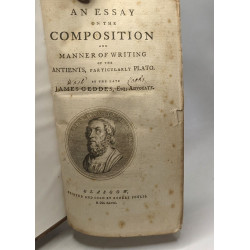 AN ESSAY
ON THE
COMPOSITION
AND
MANNER OF WRITING
OF THE
ANTIENTS, PARTICULARLY PLATO.
BY THE LATE
JAMES GEDDES, Esq; ADVOCATE.
GLASGOW,